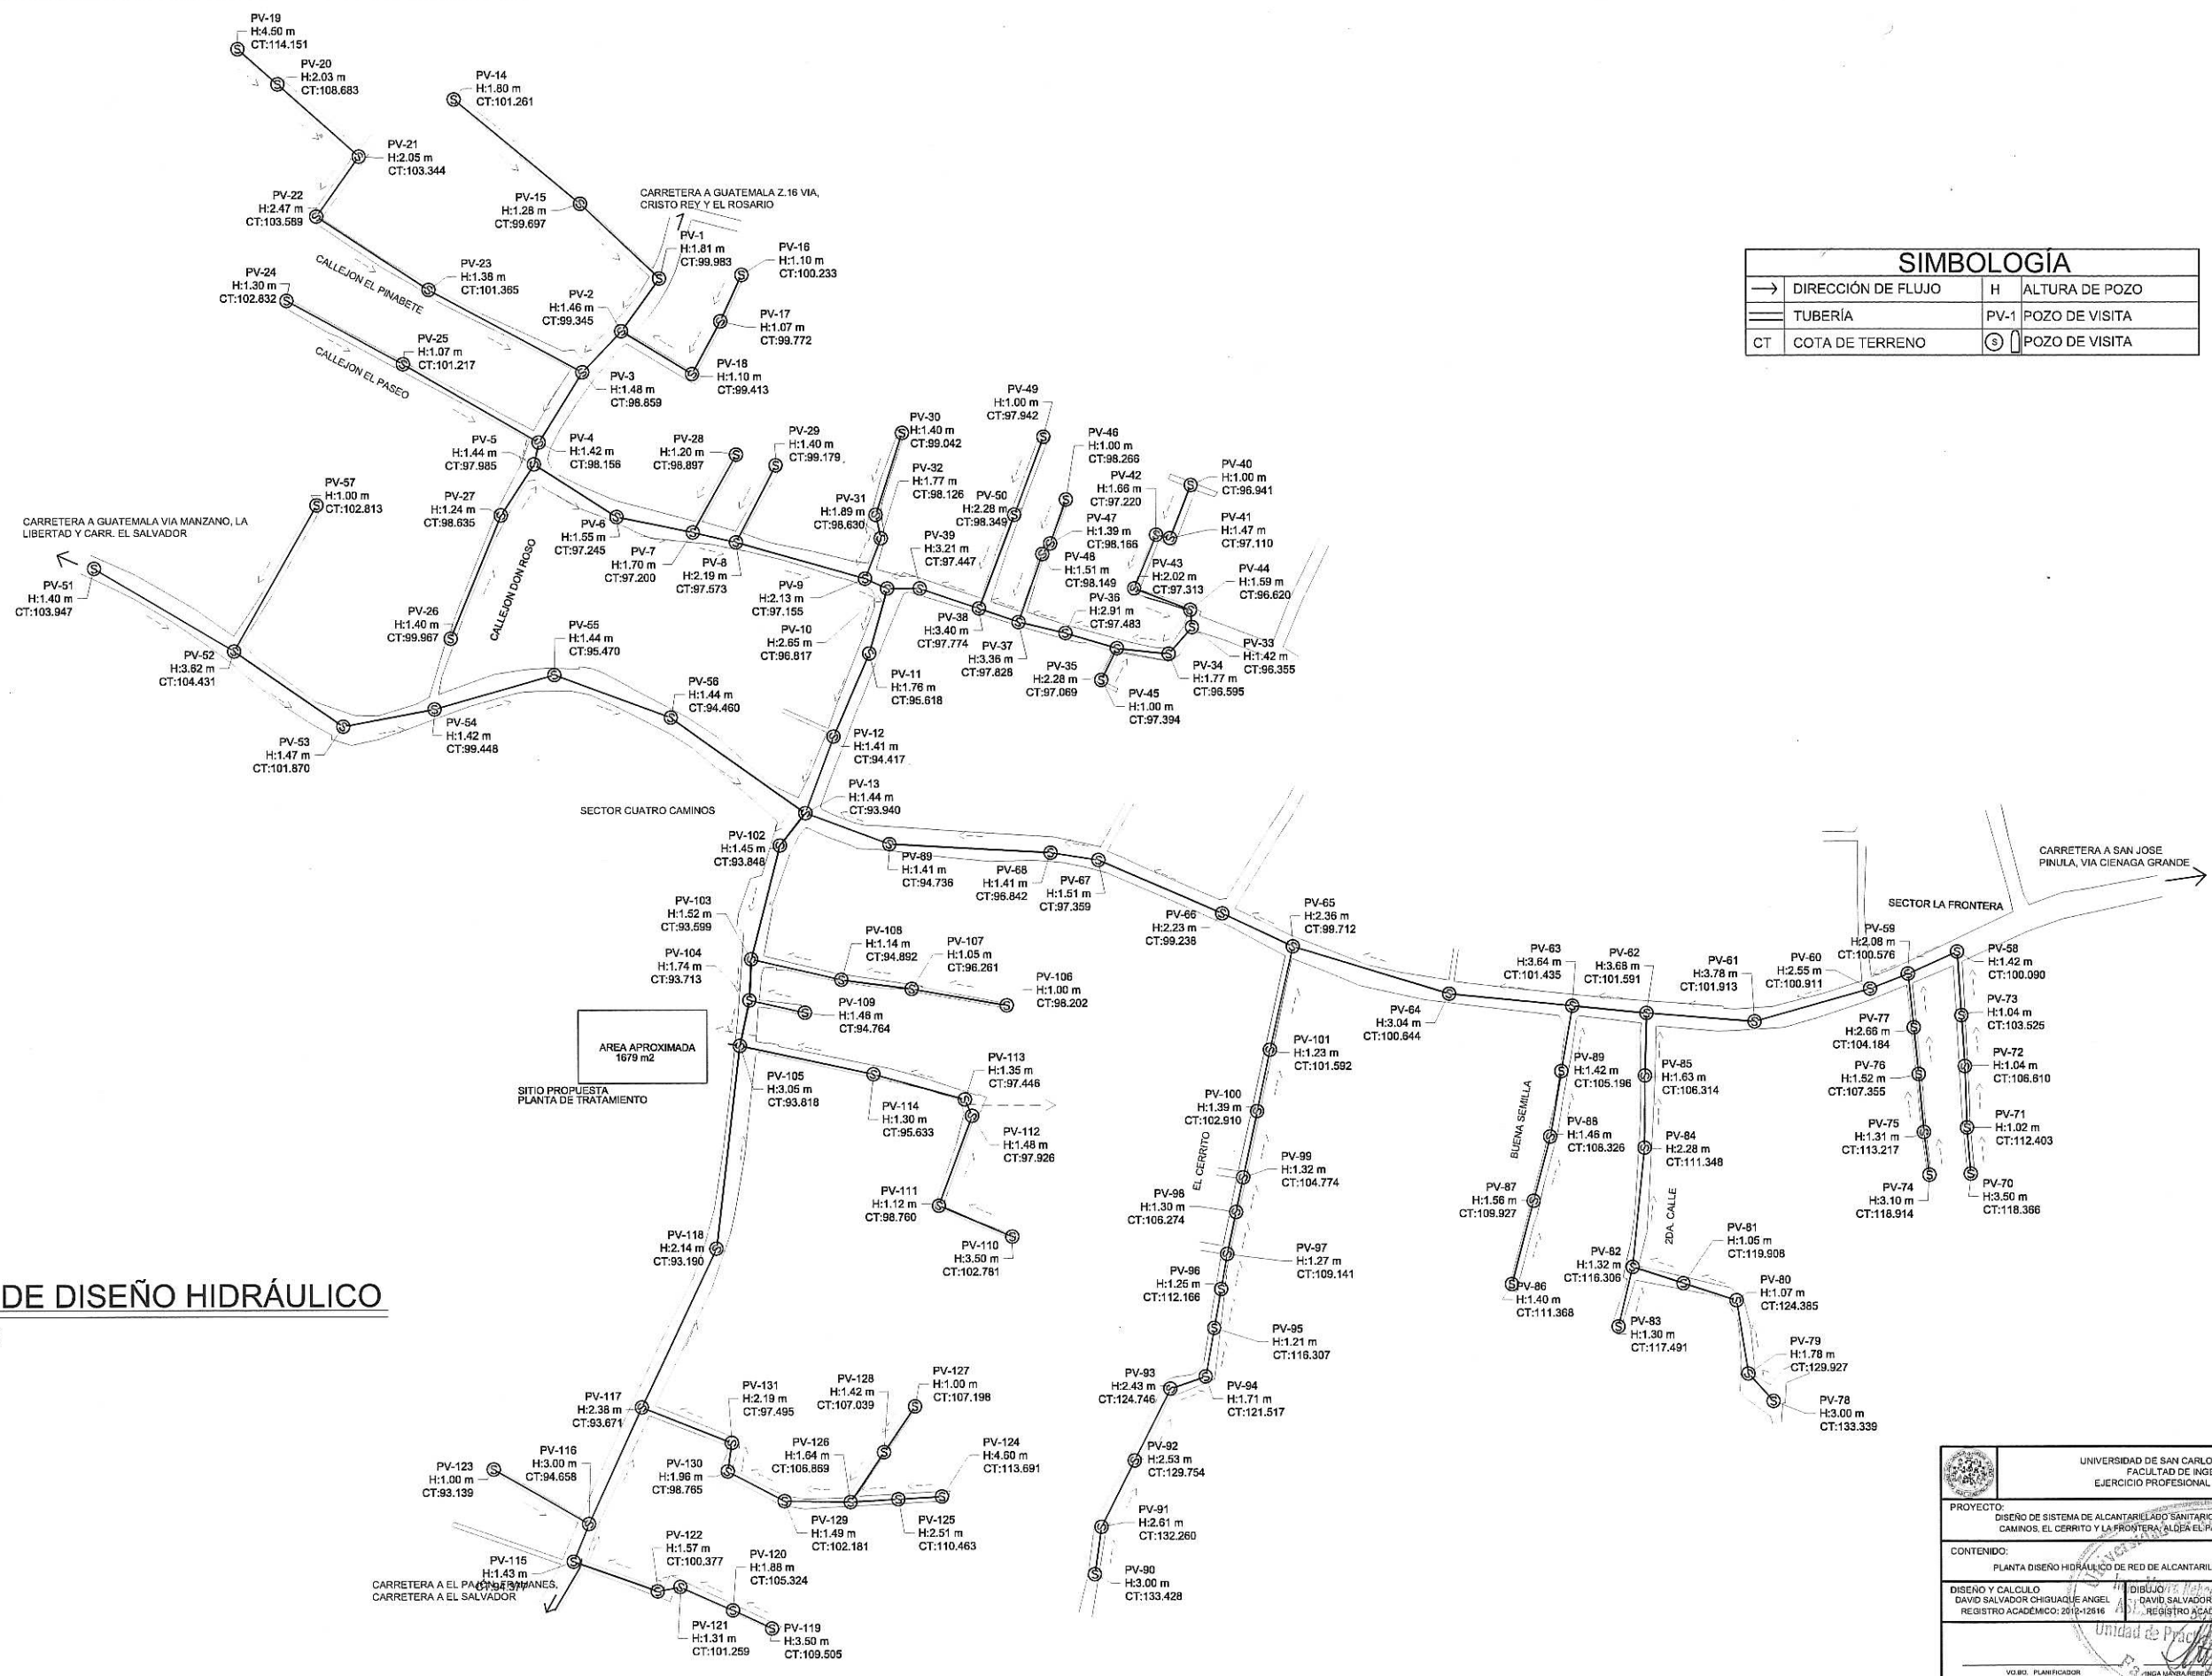 PV-19
H:4.50 m
CT:114.151
PV-20
H:2.03 m
CT:108.683
PV-14
H:1.80 m
CT:101.261
PV-21
H:2.05 m
CT:103.344
PV-22
H:2.47 m
CT:103.589
PV-15
H:1.28 m
CT:99.697
CARRETERA A GUATEMALA Z.16 VIA,
CRISTO REY Y EL ROSARIO
PV-1
H:1.81 m
CT:99.983
PV-16
H:1.10 m
CT:100.233
CALLEJON EL PINABETE
PV-23
H:1.38 m
CT:101.365
PV-24
H:1.30 m
CT:102.832
PV-2
H:1.46 m
CT:99.345
PV-17
H:1.07 m
CT:99.772
PV-25
H:1.07 m
CT:101.217
CALLEJON EL PASEO
PV-3
H:1.48 m
CT:98.859
PV-18
H:1.10 m
CT:99.413
SIMBOLOGÍA
DIRECCIÓN DE FLUJO H ALTURA DE POZO
TUBERÍA PV-1 POZO DE VISITA
CT COTA DE TERRENO S POZO DE VISITA
PV-5
H:1.44 m
CT:97.985
PV-4
H:1.42 m
CT:98.156
PV-28
H:1.20 m
CT:98.897
PV-29
H:1.40 m
CT:99.179
PV-30
H:1.40 m
CT:99.042
PV-49
H:1.00 m
CT:97.942
PV-46
H:1.00 m
CT:98.266
PV-32
H:1.77 m
CT:98.126
PV-31
H:1.89 m
CT:98.630
PV-50
H:2.28 m
CT:98.349
PV-42
H:1.66 m
CT:97.220
PV-40
H:1.00 m
CT:96.941
PV-57
H:1.00 m
CT:102.813
PV-27
H:1.24 m
CT:98.635
CARRETERA A GUATEMALA VIA MANZANO, LA
LIBERTAD Y CARR. EL SALVADOR
PV-6
H:1.55 m
CT:97.245
PV-7
H:1.70 m
CT:97.200
PV-8
H:2.19 m
CT:97.573
PV-39
H:3.21 m
CT:97.447
PV-47
H:1.39 m
CT:98.166
PV-48
H:1.51 m
CT:98.149
PV-41
H:1.47 m
CT:97.110
PV-43
H:2.02 m
CT:97.313
PV-44
H:1.59 m
CT:96.620
PV-51
H:1.40 m
CT:103.947
CALLEJON DON ROSO
PV-26
H:1.40 m
CT:99.967
PV-9
H:2.13 m
CT:97.155
PV-10
H:2.65 m
CT:96.817
PV-38
H:3.40 m
CT:97.774
PV-37
H:3.36 m
CT:97.828
PV-36
H:2.91 m
CT:97.483
PV-33
H:1.42 m
CT:96.355
PV-34
H:1.77 m
CT:96.595
PV-35
H:2.28 m
CT:97.069
PV-45
H:1.00 m
CT:97.394
PV-52
H:3.62 m
CT:104.431
PV-55
H:1.44 m
CT:95.470
PV-11
H:1.76 m
CT:95.618
PV-56
H:1.44 m
CT:94.460
PV-53
H:1.47 m
CT:101.870
PV-54
H:1.42 m
CT:99.448
PV-12
H:1.41 m
CT:94.417
PV-13
H:1.44 m
CT:93.940
SECTOR CUATRO CAMINOS
PV-102
H:1.45 m
CT:93.848
PV-69
H:1.41 m
CT:94.736
PV-68
H:1.41 m
CT:96.842
PV-67
H:1.51 m
CT:97.359
CARRETERA A SAN JOSE
PINULA, VIA CIENAGA GRANDE
SECTOR LA FRONTERA
PV-103
H:1.52 m
CT:93.599
PV-66
H:2.23 m
CT:99.238
PV-65
H:2.36 m
CT:99.712
PV-63
H:3.64 m
CT:101.435
PV-62
H:3.68 m
CT:101.591
PV-61
H:3.78 m
CT:101.913
PV-60
H:2.55 m
CT:100.911
PV-59
H:2.08 m
CT:100.576
PV-58
H:1.42 m
CT:100.090
PV-104
H:1.74 m
CT:93.713
PV-108
H:1.14 m
CT:94.892
PV-107
H:1.05 m
CT:96.261
PV-106
H:1.00 m
CT:98.202
PV-109
H:1.48 m
CT:94.764
PV-64
H:3.04 m
CT:100.644
PV-73
H:1.04 m
CT:103.525
PV-77
H:2.66 m
CT:104.184
AREA APROXIMADA
1679 m2
SITIO PROPUESTA
PLANTA DE TRATAMIENTO
PV-105
H:3.05 m
CT:93.818
PV-113
H:1.35 m
CT:97.446
PV-114
H:1.30 m
CT:95.633
PV-112
H:1.48 m
CT:97.926
PV-101
H:1.23 m
CT:101.592
PV-89
H:1.42 m
CT:105.196
PV-85
H:1.63 m
CT:106.314
PV-76
H:1.52 m
CT:107.355
PV-72
H:1.04 m
CT:106.610
PV-100
H:1.39 m
CT:102.910
EL CERRITO
BUENA SEMILLA
PV-88
H:1.46 m
CT:108.326
PV-84
H:2.28 m
CT:111.348
PV-75
H:1.31 m
CT:113.217
PV-71
H:1.02 m
CT:112.403
PV-99
H:1.32 m
CT:104.774
PV-111
H:1.12 m
CT:98.760
PV-98
H:1.30 m
CT:106.274
PV-87
H:1.56 m
CT:109.927
2DA. CALLE
PV-74
H:3.10 m
CT:118.914
PV-70
H:3.50 m
CT:118.366
PV-118
H:2.14 m
CT:93.190
PV-110
H:3.50 m
CT:102.781
PV-97
H:1.27 m
CT:109.141
PV-96
H:1.25 m
CT:112.166
PV-82
H:1.32 m
CT:116.306
PV-81
H:1.05 m
CT:119.908
PV-86
H:1.40 m
CT:111.368
PV-80
H:1.07 m
CT:124.385
DE DISEÑO HIDRÁULICO
PV-95
H:1.21 m
CT:116.307
PV-83
H:1.30 m
CT:117.491
PV-79
H:1.78 m
CT:129.927
PV-93
H:2.43 m
CT:124.746
PV-94
H:1.71 m
CT:121.517
PV-78
H:3.00 m
CT:133.339
PV-117
H:2.38 m
CT:93.671
PV-131
H:2.19 m
CT:97.495
PV-128
H:1.42 m
CT:107.039
PV-127
H:1.00 m
CT:107.198
PV-116
H:3.00 m
CT:94.658
PV-123
H:1.00 m
CT:93.139
PV-130
H:1.96 m
CT:98.765
PV-126
H:1.64 m
CT:106.869
PV-124
H:4.60 m
CT:113.691
PV-92
H:2.53 m
CT:129.754
PV-129
H:1.49 m
CT:102.181
PV-125
H:2.51 m
CT:110.463
PV-91
H:2.61 m
CT:132.260
PV-122
H:1.57 m
CT:100.377
PV-120
H:1.88 m
CT:105.324
PV-115
H:1.43 m
CARRETERA A EL PAJON, FRAIJANES,
CARRETERA A EL SALVADOR
PV-90
H:3.00 m
CT:133.428
PV-121
H:1.31 m
CT:101.259
PV-119
H:3.50 m
CT:109.505
UNIVERSIDAD DE SAN CARLO
FACULTAD DE INGE
EJERCICIO PROFESIONAL
PROYECTO:
DISEÑO DE SISTEMA DE ALCANTARILLADO SANITARIO
CAMINOS, EL CERRITO Y LA FRONTERA, ALDEA EL P
CONTENIDO:
PLANTA DISEÑO HIDRÁULICO DE RED DE ALCANTARIL
DISEÑO Y CALCULO
DAVID SALVADOR CHIGUAQUE ANGEL
REGISTRO ACADÉMICO: 2012-12616
DIBUJO
DAVID SALVADOR
REGISTRO ACAD
Unidad de
VO.BO. PLANIFICADOR